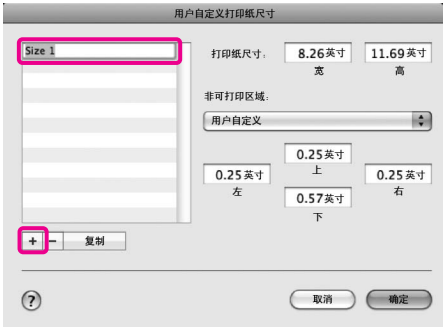 用户自定义打印纸尺寸
Size 1
打印纸尺寸: 8.26英寸 11.69英寸
宽 高
非可打印区域:
用户自定义
0.25英寸
上
0.25英寸 0.25英寸
左 右
0.57英寸
下
+ − 复制
? 取消 确定